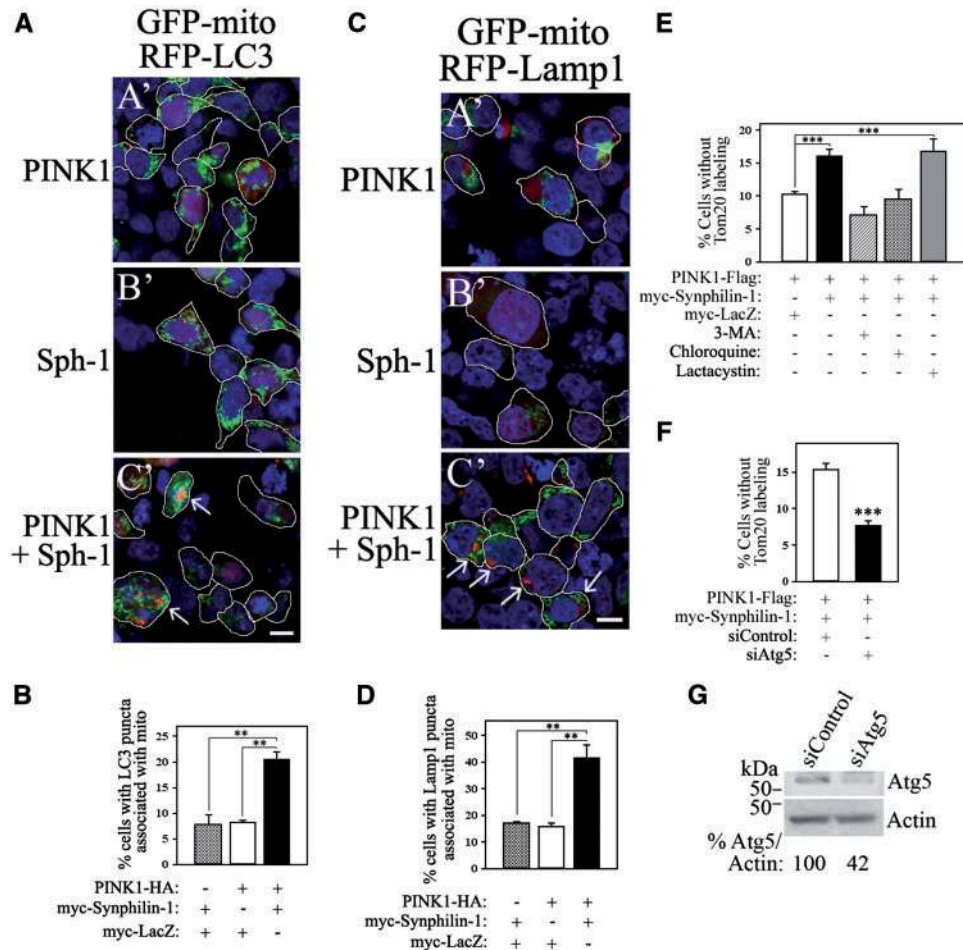 A
GFP-mito
RFP-LC3
A'
PINK1
B'
Sph-1
C'
PINK1
+ Sph-1
B
% cells with LC3 puncta
associated with mito
25
20
15
10
5
0
PINK1-HA: - + +
myc-Synphilin-1: + - +
myc-LacZ: + + -
C
GFP-mito
RFP-Lamp1
A'
PINK1
B'
Sph-1
C'
PINK1
+ Sph-1
D
% cells with Lamp1 puncta
associated with mito
50
40
30
20
10
0
**
**
PINK1-HA: - + +
myc-Synphilin-1: + - +
myc-LacZ: + + -
**
**
E
% Cells without
Tom20 labeling
20
15
10
5
0
***
***
PINK1-Flag: + + + + +
myc-Synphilin-1: - + + + +
myc-LacZ: + - - - -
3-MA: - - + - -
Chloroquine: - - - + -
Lactacystin: - - - - +
F
% Cells without
Tom20 labeling
15
10
5
0
***
PINK1-Flag: + +
myc-Synphilin-1: + +
siControl: + -
siAtg5: - +
G
siControl
siAtg5
kDa
50–
Atg5
50–
Actin
% Atg5/
Actin: 100 42